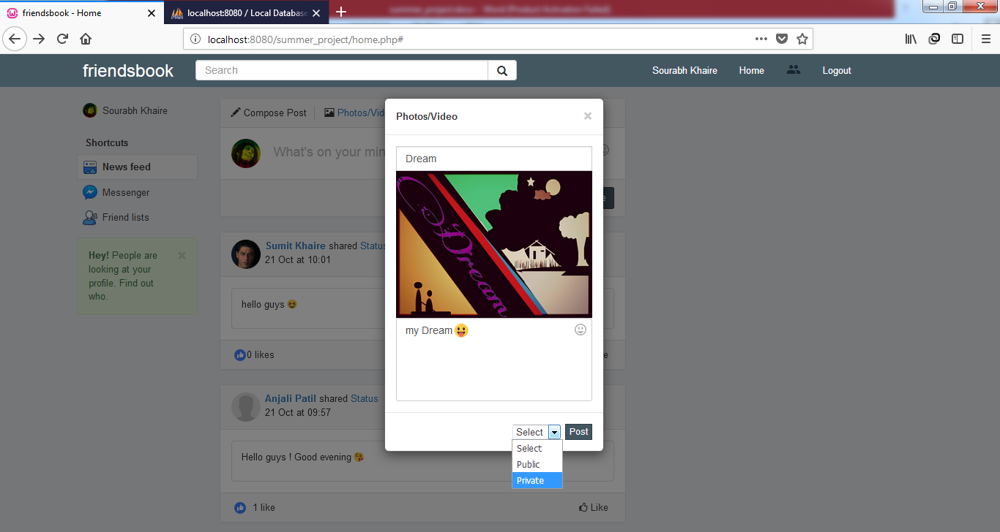 friendsbook - Home
localhost:8080 / Local Database
summer_project.docx - Word (Product Activation Failed)
localhost:8080/summer_project/home.php#
friendsbook
Search
Sourabh Khaire
Home
Logout
Sourabh Khaire
Shortcuts
News feed
Messenger
Friend lists
Hey! People are
looking at your
profile. Find out
who.
Compose Post
Photos/Vid
What's on your min
e
Sumit Khaire shared Status
21 Oct at 10:01
hello guys 😆
0 likes
e
Anjali Patil shared Status
21 Oct at 09:57
Hello guys ! Good evening 😘
1 like
Like
Photos/Video
×
Dream
Dream
my Dream 😛
Select
Post
Select
Public
Private